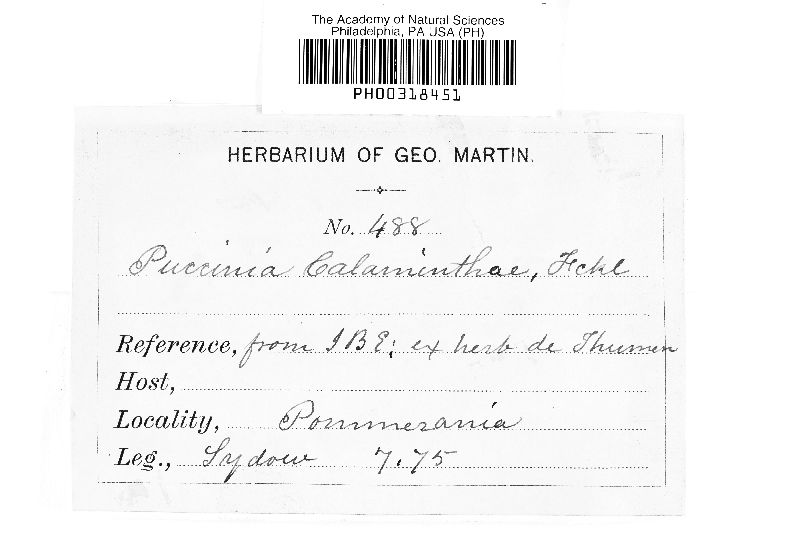 The Academy of Natural Sciences
Philadelphia, PA USA (PH)
PH00318451
HERBARIUM OF GEO. MARTIN.
No. 488
Puccinia Calaminthae, Fckl
Reference, from JBE; ex herb de Thumen
Host,
Locality, Pommerania
Leg., Sydow 7.75